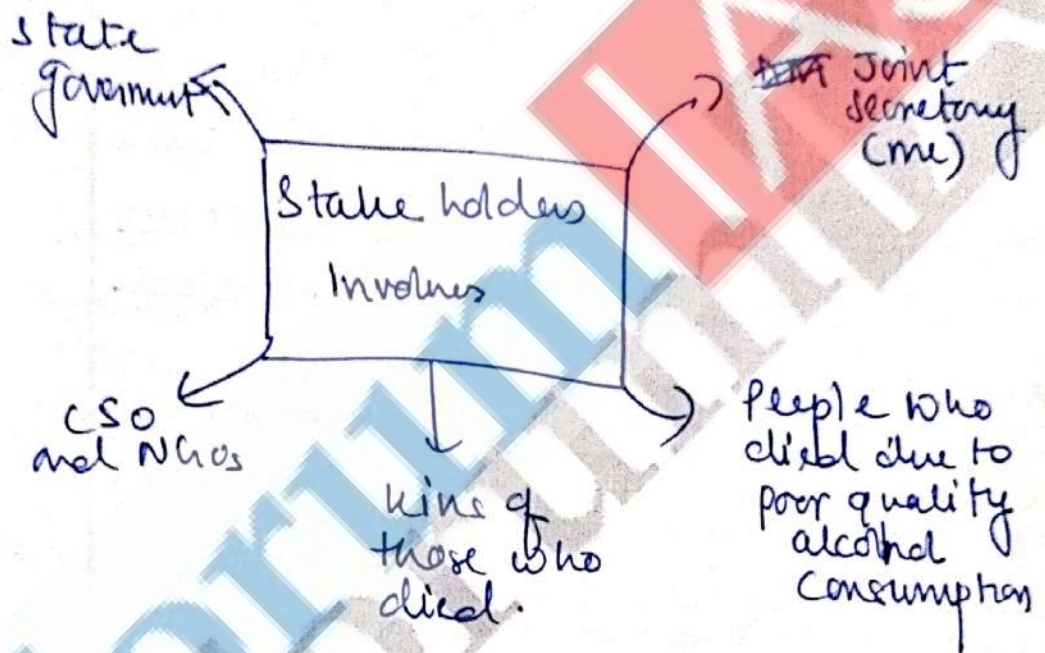 State
Government
Joint
Secretary
(me)
Stake holders
Involves
CSO
and NGOs
kins of
those who
died.
People who
died due to
poor quality
alcohol
Consumption